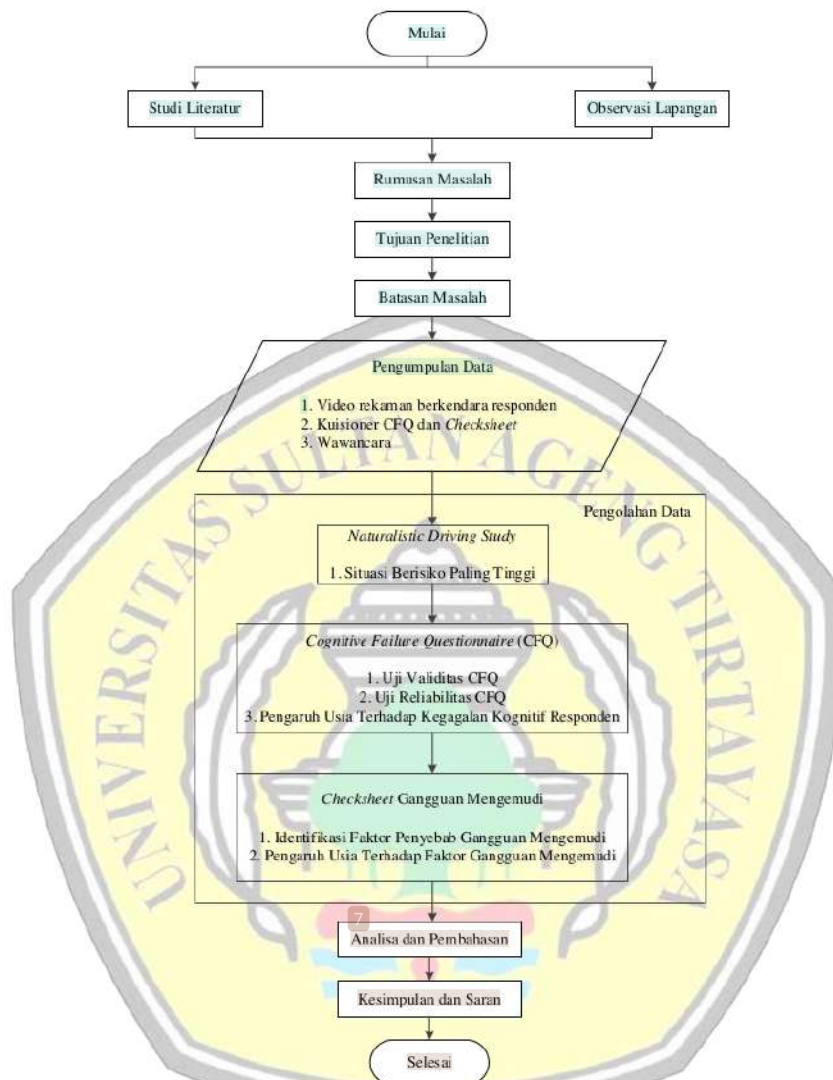 Mulai
Studi Literatur
Observasi Lapangan
Rumusan Masalah
Tujuan Penelitian
Batasan Masalah
Pengumpulan Data
1. Video rekaman berkendara responden
2. Kuisioner CFQ dan Checksheet
3. Wawancara
Pengolahan Data
Naturalistic Driving Study
1. Situasi Berisiko Paling Tinggi
Cognitive Failure Questionnaire (CFQ)
1. Uji Validitas CFQ
2. Uji Reliabilitas CFQ
3. Pengaruh Usia Terhadap Kegagalan Kognitif Responden
Checksheet Gangguan Mengemudi
1. Identifikasi Faktor Penyebab Gangguan Mengemudi
2. Pengaruh Usia Terhadap Faktor Gangguan Mengemudi
7
Analisa dan Pembahasan
Kesimpulan dan Saran
Selesai
UNIVERSITAS SULTAN AGENG TIRTAYASA